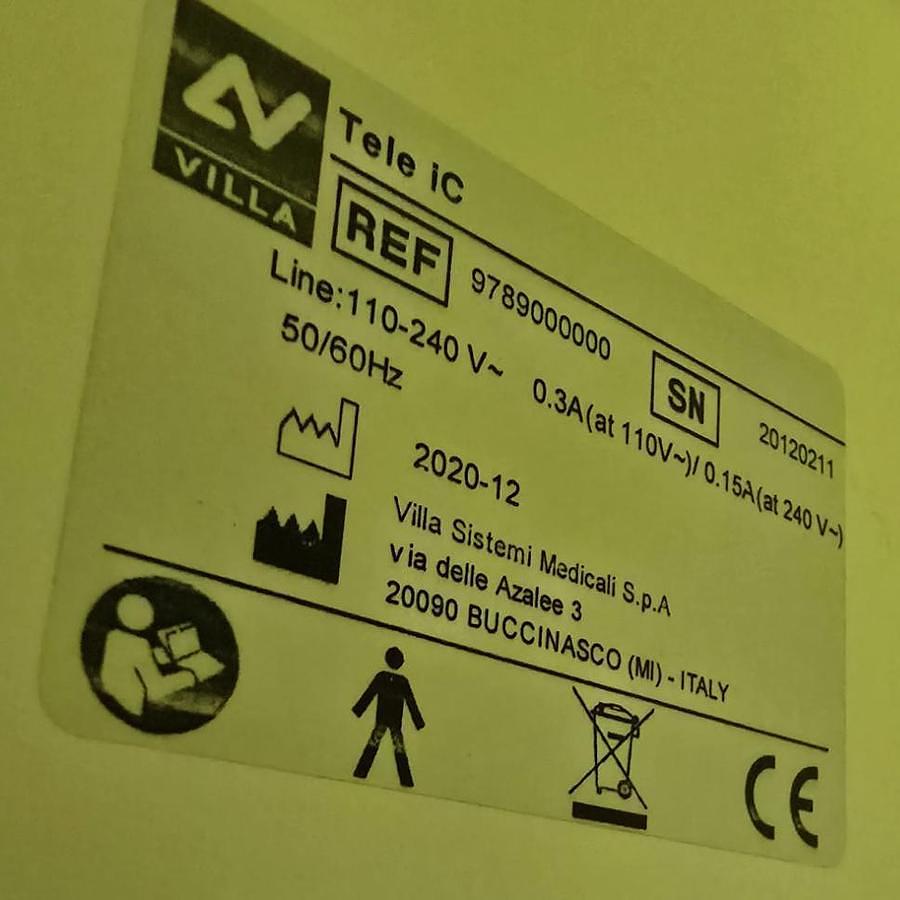 VILLA
Tele iC
REF 9789000000 SN 20120211
Line:110-240 V~ 0.3A(at 110V~)/ 0.15A(at 240 V~)
50/60Hz
2020-12
Villa Sistemi Medicali S.p.A
via delle Azalee 3
20090 BUCCINASCO (MI) - ITALY
CE